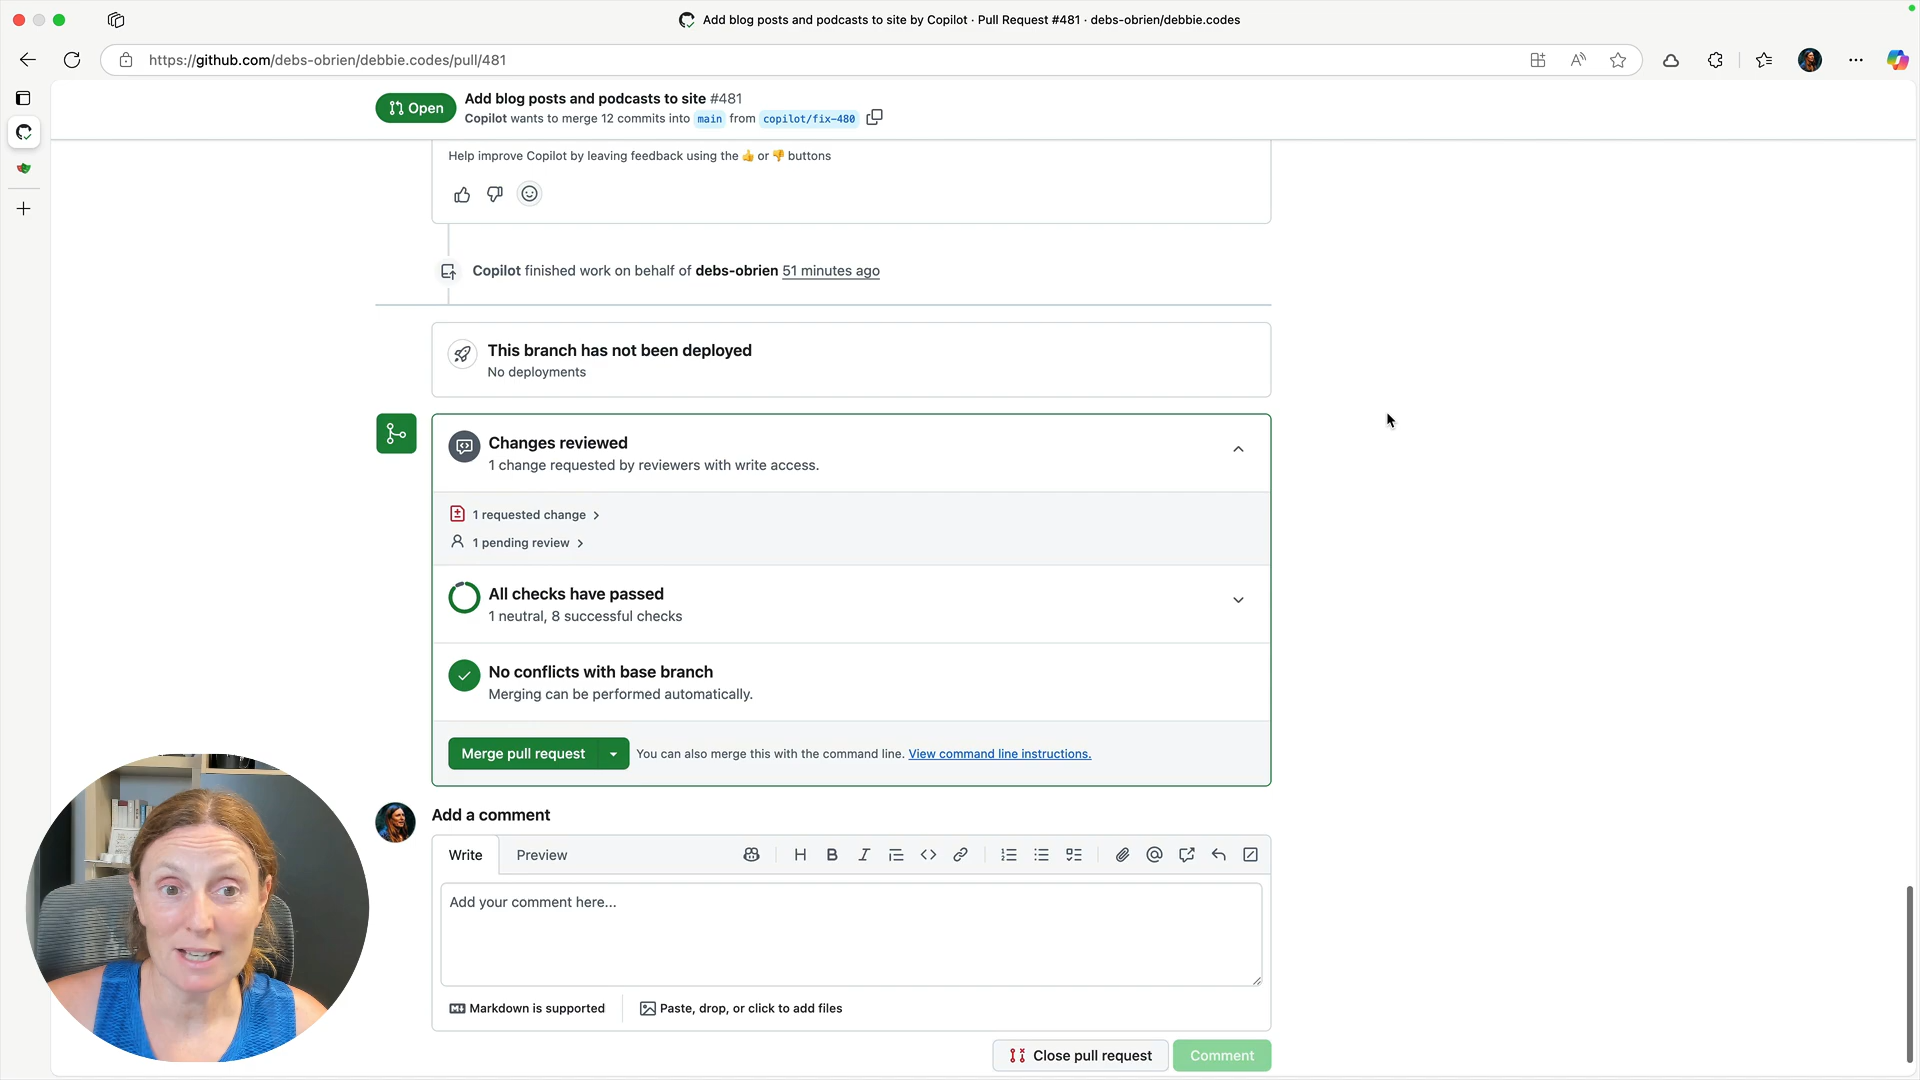 Add blog posts and podcasts to site by Copilot · Pull Request #481 · debs-obrien/debbie.codes
https://github.com/debs-obrien/debbie.codes/pull/481
Open
Add blog posts and podcasts to site #481
Copilot wants to merge 12 commits into main from copilot/fix-480
Help improve Copilot by leaving feedback using the 👍 or 👎 buttons
Copilot finished work on behalf of debs-obrien 51 minutes ago
This branch has not been deployed
No deployments
Changes reviewed
1 change requested by reviewers with write access.
1 requested change
1 pending review
All checks have passed
1 neutral, 8 successful checks
No conflicts with base branch
Merging can be performed automatically.
Merge pull request
You can also merge this with the command line. View command line instructions.
Add a comment
Write
Preview
Add your comment here...
Markdown is supported
Paste, drop, or click to add files
Close pull request
Comment